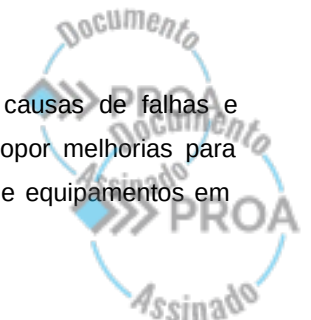 Documento
causas de falhas e
PROA
Documento
opor melhorias para
Assinado
e equipamentos em
PROA
Assinado